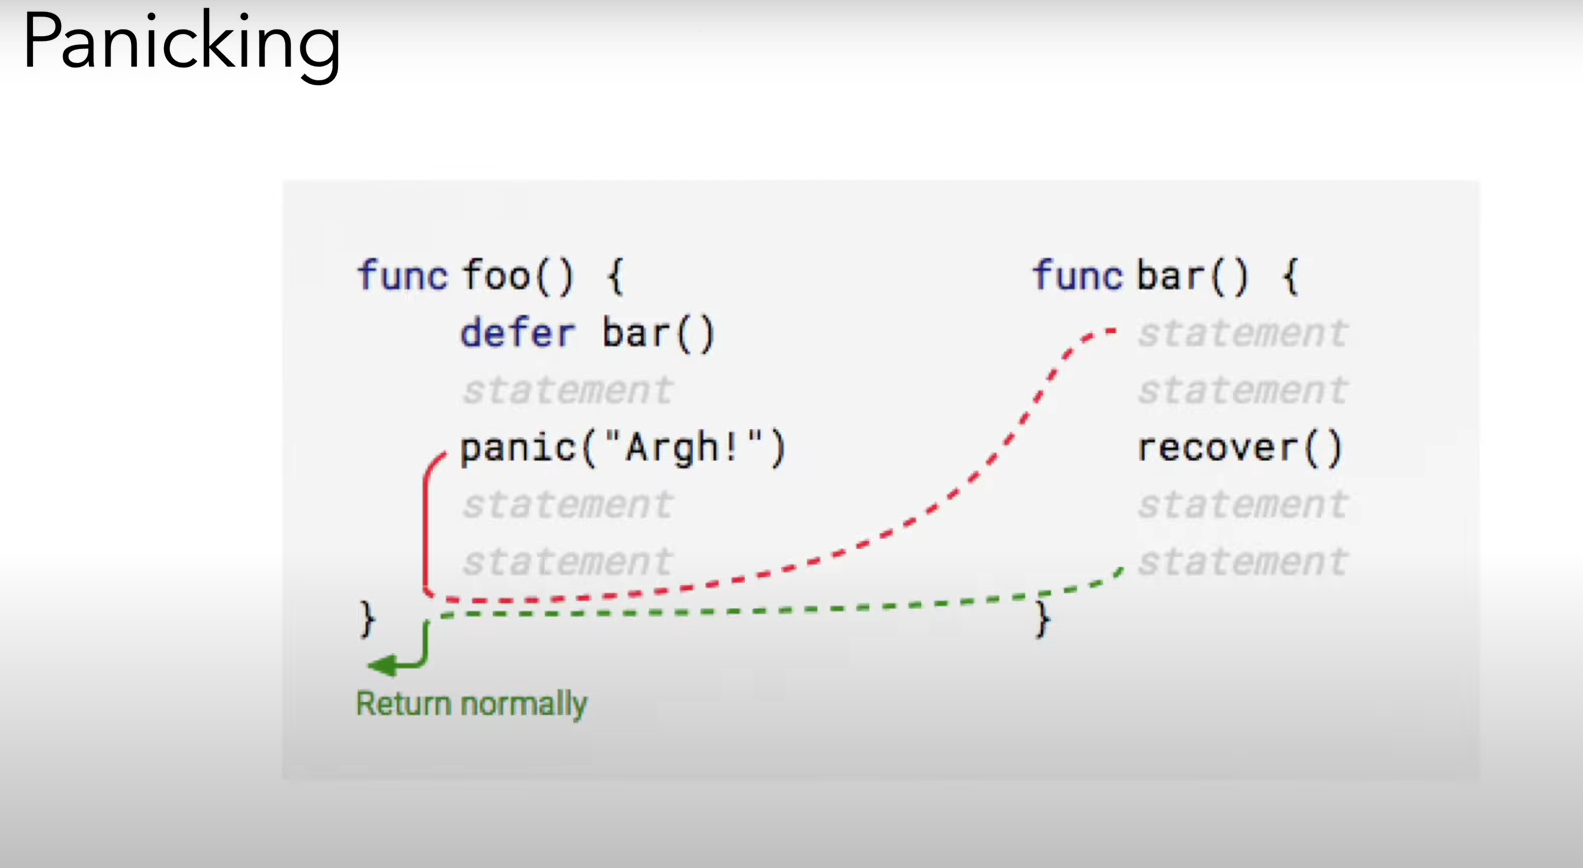 Panicking
func foo() {
defer bar()
statement
panic("Argh!")
statement
statement
}
Return normally
func bar() {
statement
statement
recover()
statement
statement
}